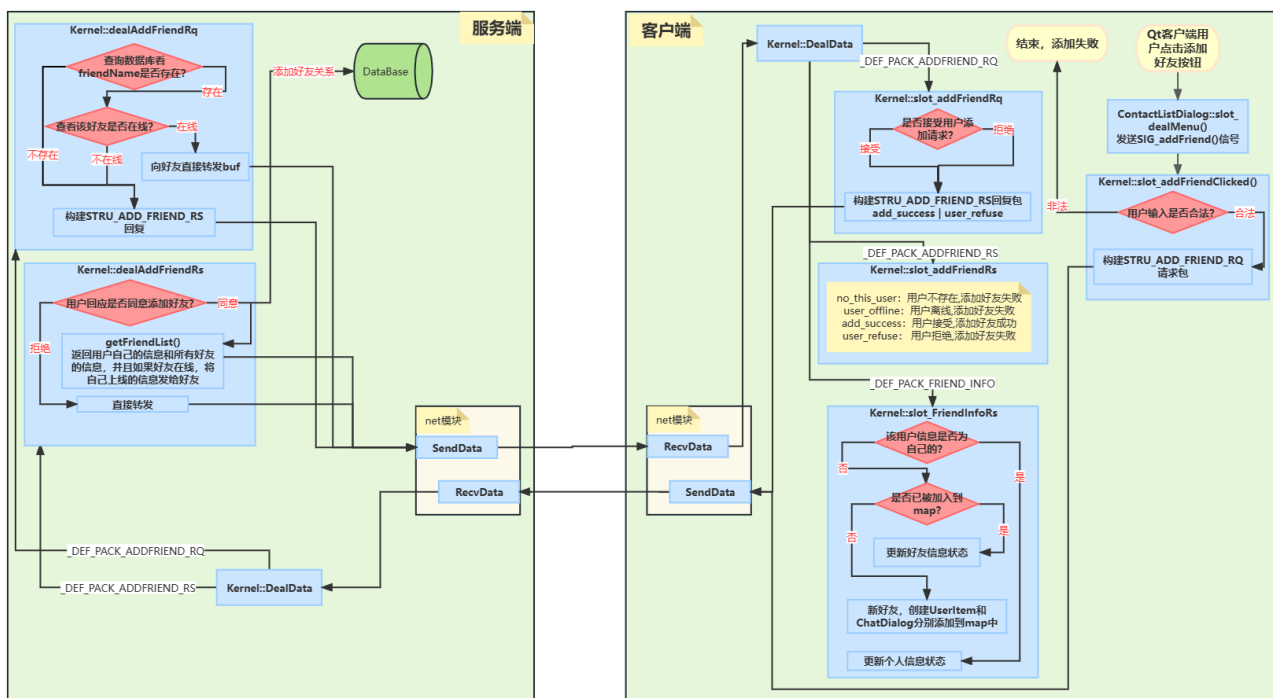 服务端
Kernel::dealAddFriendRq
查询数据库看
friendName是否存在?
存在
查看该好友是否在线?
在线
不存在
不在线
向好友直接转发buf
构建STRU_ADD_FRIEND_RS
回复
添加好友关系
DataBase
Kernel::dealAddFriendRs
用户回应是否同意添加好友?
同意
拒绝
getFriendList()
返回用户自己的信息和所有好友
的信息，并且如果好友在线，将
自己上线的信息发给好友
直接转发
net模块
SendData
RecvData
_DEF_PACK_ADDFRIEND_RQ
_DEF_PACK_ADDFRIEND_RS
Kernel::DealData
客户端
Kernel::DealData
_DEF_PACK_ADDFRIEND_RQ
Kernel::slot_addFriendRq
是否接受用户添
加请求?
接受
拒绝
构建STRU_ADD_FRIEND_RS回复包
add_success | user_refuse
_DEF_PACK_ADDFRIEND_RS
Kernel::slot_addFriendRs
no_this_user：用户不存在,添加好友失败
user_offline：用户离线,添加好友失败
add_success：用户接受,添加好友成功
user_refuse：用户拒绝,添加好友失败
_DEF_PACK_FRIEND_INFO
Kernel::slot_FriendInfoRs
该用户信息是否为
自己的?
否
是
是否已被加入到
map?
否
是
更新好友信息状态
新好友，创建UserItem和
ChatDialog分别添加到map中
更新个人信息状态
net模块
RecvData
SendData
结束，添加失败
Qt客户端用
户点击添加
好友按钮
ContactListDialog::slot_
dealMenu()
发送SIG_addFriend()信号
Kernel::slot_addFriendClicked()
非法
用户输入是否合法?
合法
构建STRU_ADD_FRIEND_RQ
请求包